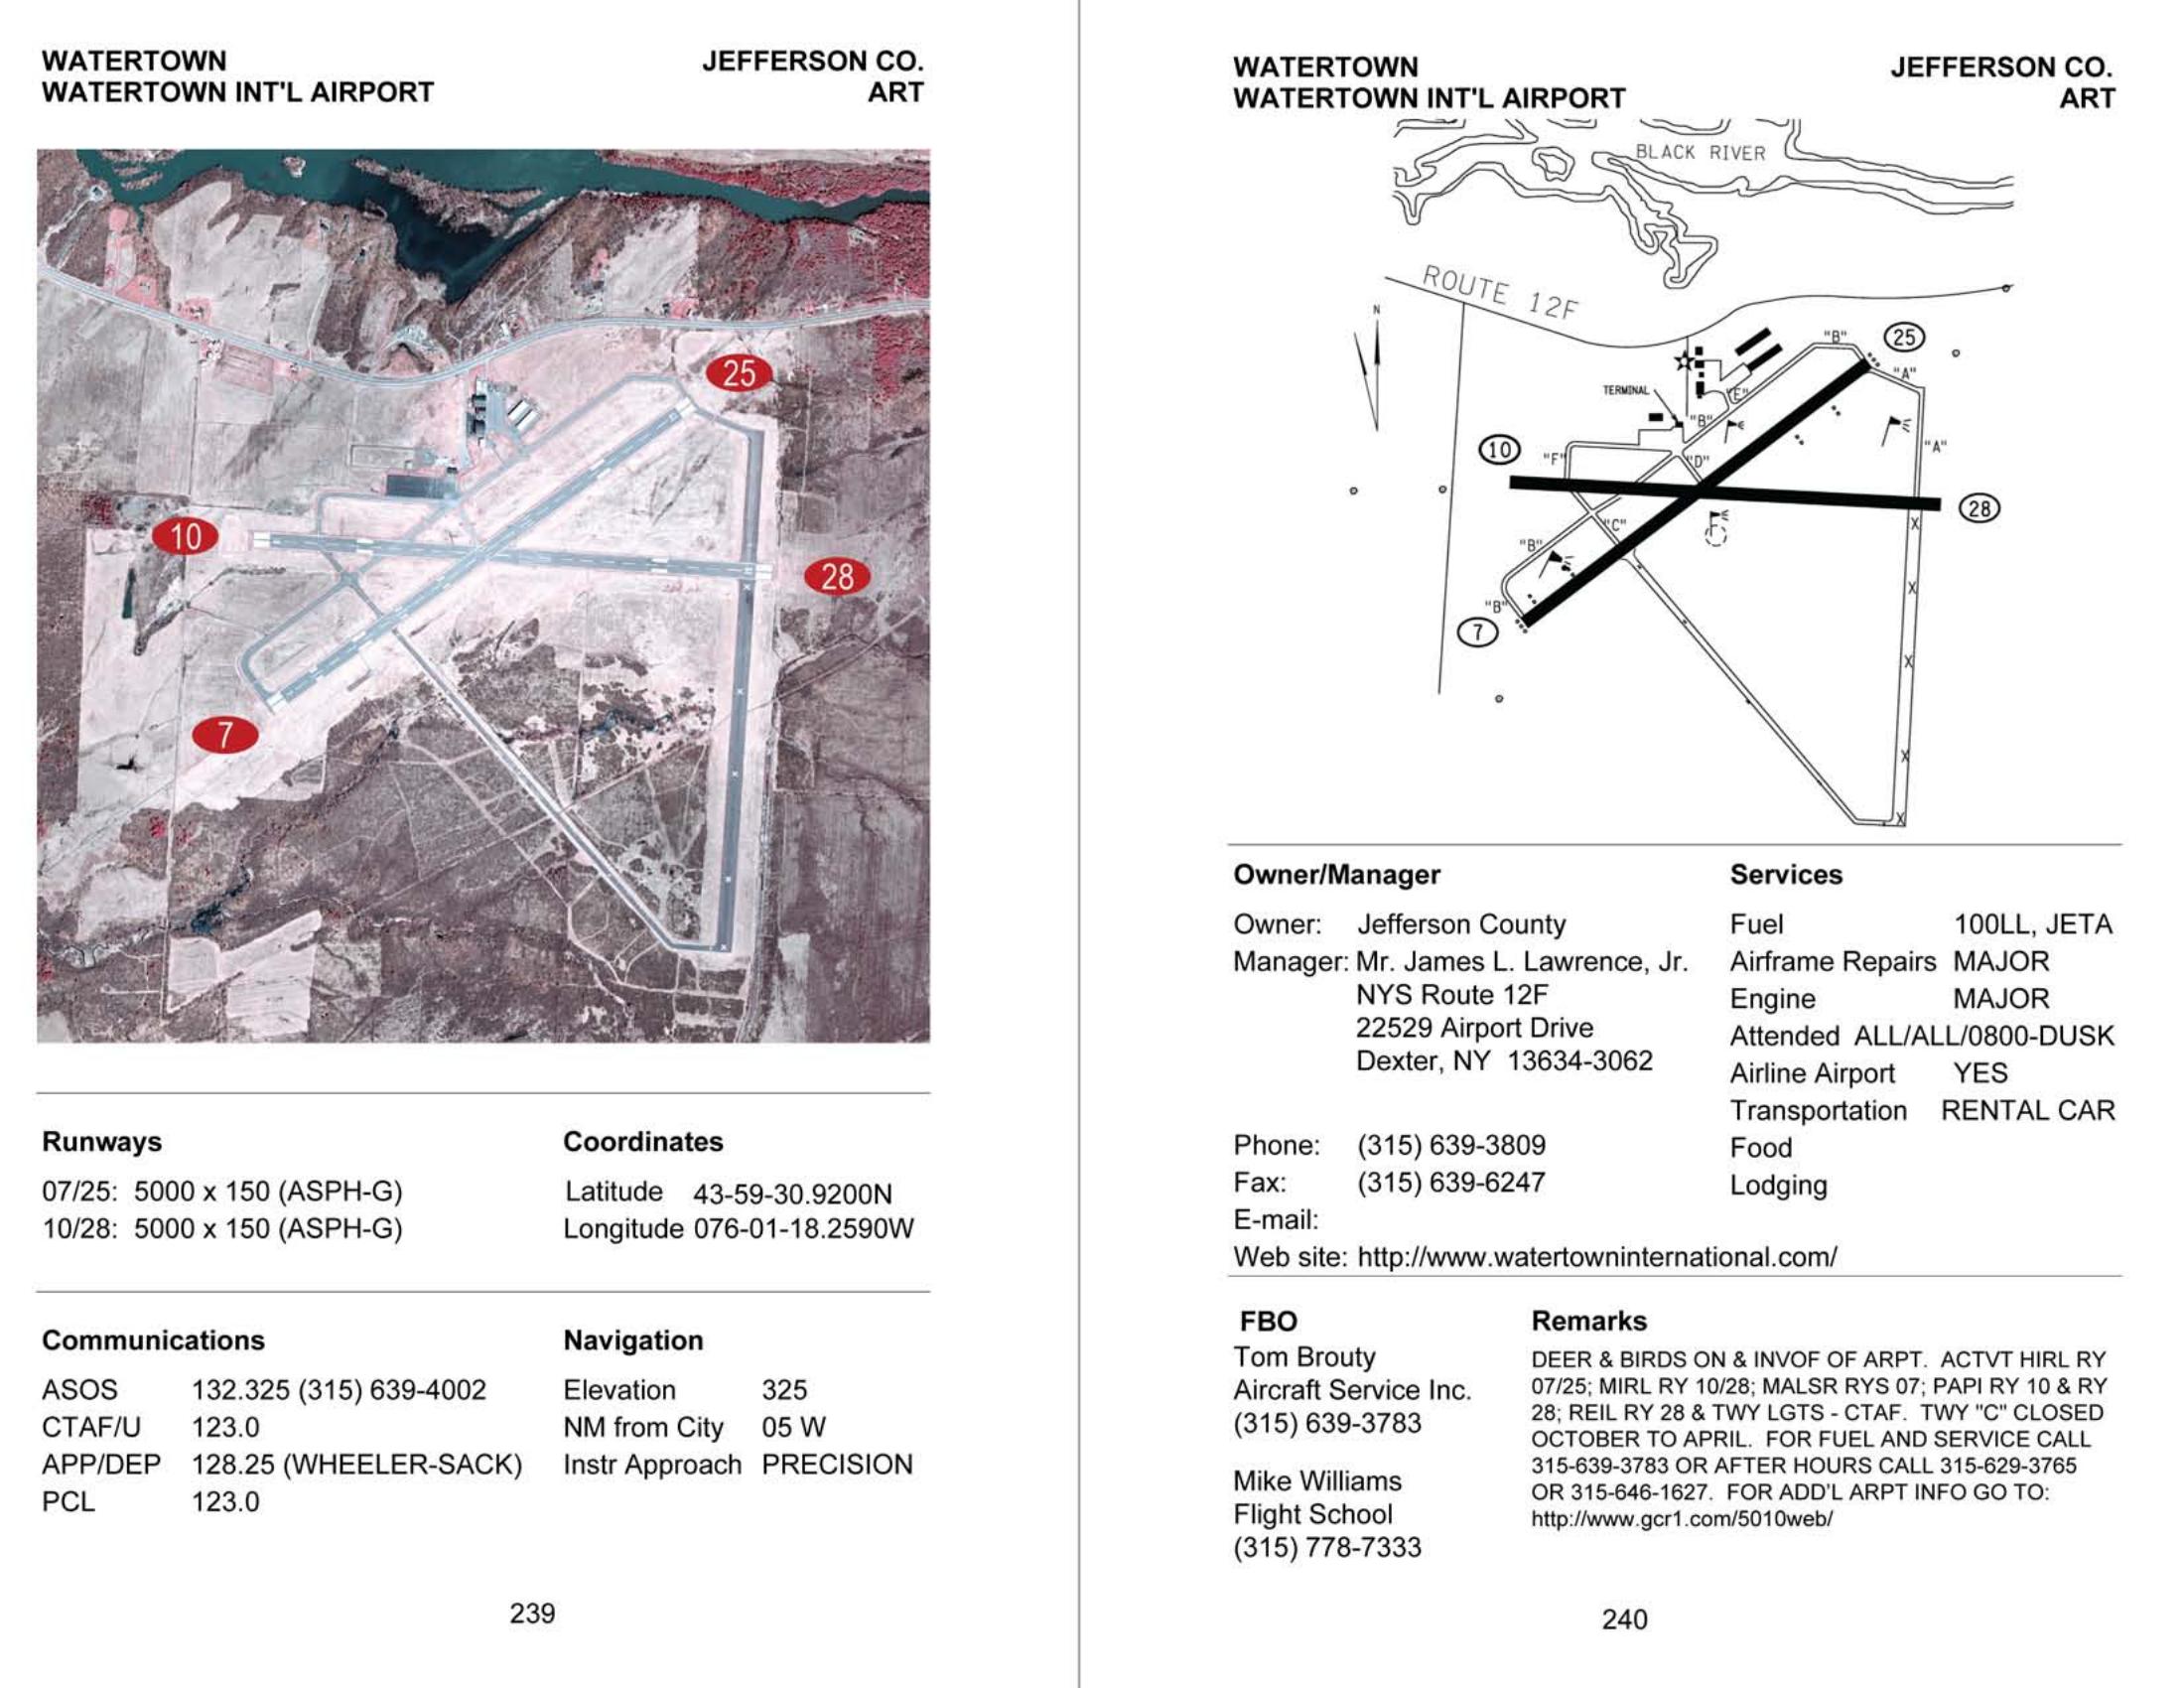 WATERTOWN JEFFERSON CO.
WATERTOWN INT'L AIRPORT ART
25
10
28
7
Runways
07/25: 5000 x 150 (ASPH-G)
10/28: 5000 x 150 (ASPH-G)
Coordinates
Latitude 43-59-30.9200N
Longitude 076-01-18.2590W
Communications
ASOS 132.325 (315) 639-4002
CTAF/U 123.0
APP/DEP 128.25 (WHEELER-SACK)
PCL 123.0
Navigation
Elevation 325
NM from City 05 W
Instr Approach PRECISION
239
WATERTOWN JEFFERSON CO.
WATERTOWN INT'L AIRPORT ART
BLACK RIVER
ROUTE 12F
N
"B"
25
"A"
TERMINAL
"E"
"B"
"A"
10
"F"
"D"
28
"C"
X
"B"
X
"B"
7
X
X
X
Owner/Manager
Owner: Jefferson County
Manager: Mr. James L. Lawrence, Jr.
NYS Route 12F
22529 Airport Drive
Dexter, NY 13634-3062
Phone: (315) 639-3809
Fax: (315) 639-6247
E-mail:
Web site: http://www.watertowninternational.com/
Services
Fuel 100LL, JETA
Airframe Repairs MAJOR
Engine MAJOR
Attended ALL/ALL/0800-DUSK
Airline Airport YES
Transportation RENTAL CAR
Food
Lodging
FBO
Tom Brouty
Aircraft Service Inc.
(315) 639-3783
Mike Williams
Flight School
(315) 778-7333
Remarks
DEER & BIRDS ON & INVOF OF ARPT. ACTVT HIRL RY
07/25; MIRL RY 10/28; MALSR RYS 07; PAPI RY 10 & RY
28; REIL RY 28 & TWY LGTS - CTAF. TWY "C" CLOSED
OCTOBER TO APRIL. FOR FUEL AND SERVICE CALL
315-639-3783 OR AFTER HOURS CALL 315-629-3765
OR 315-646-1627. FOR ADD'L ARPT INFO GO TO:
http://www.gcr1.com/5010web/
240